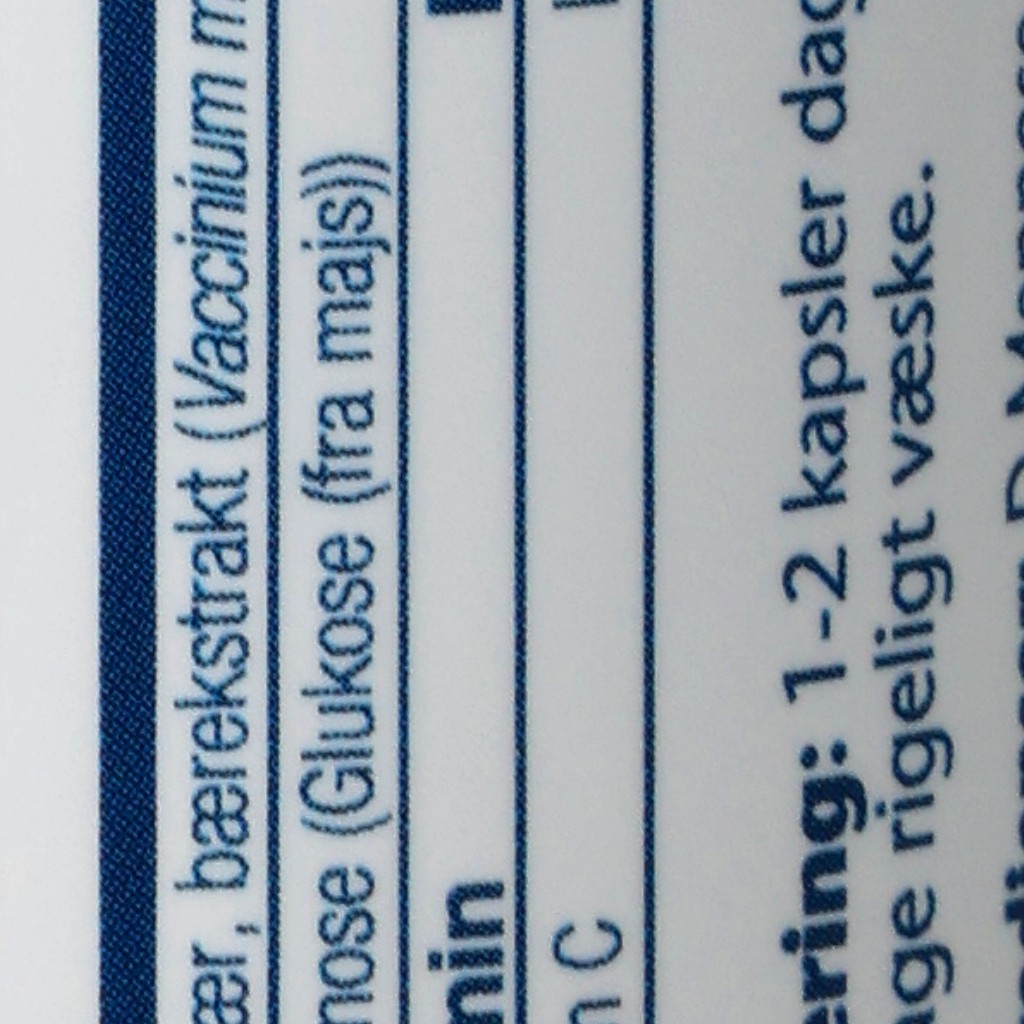 ær, bærekstrakt (Vaccinium m
nose (Glukose (fra majs))
nin
n C
ering: 1-2 kapsler dag
age rigeligt væske.